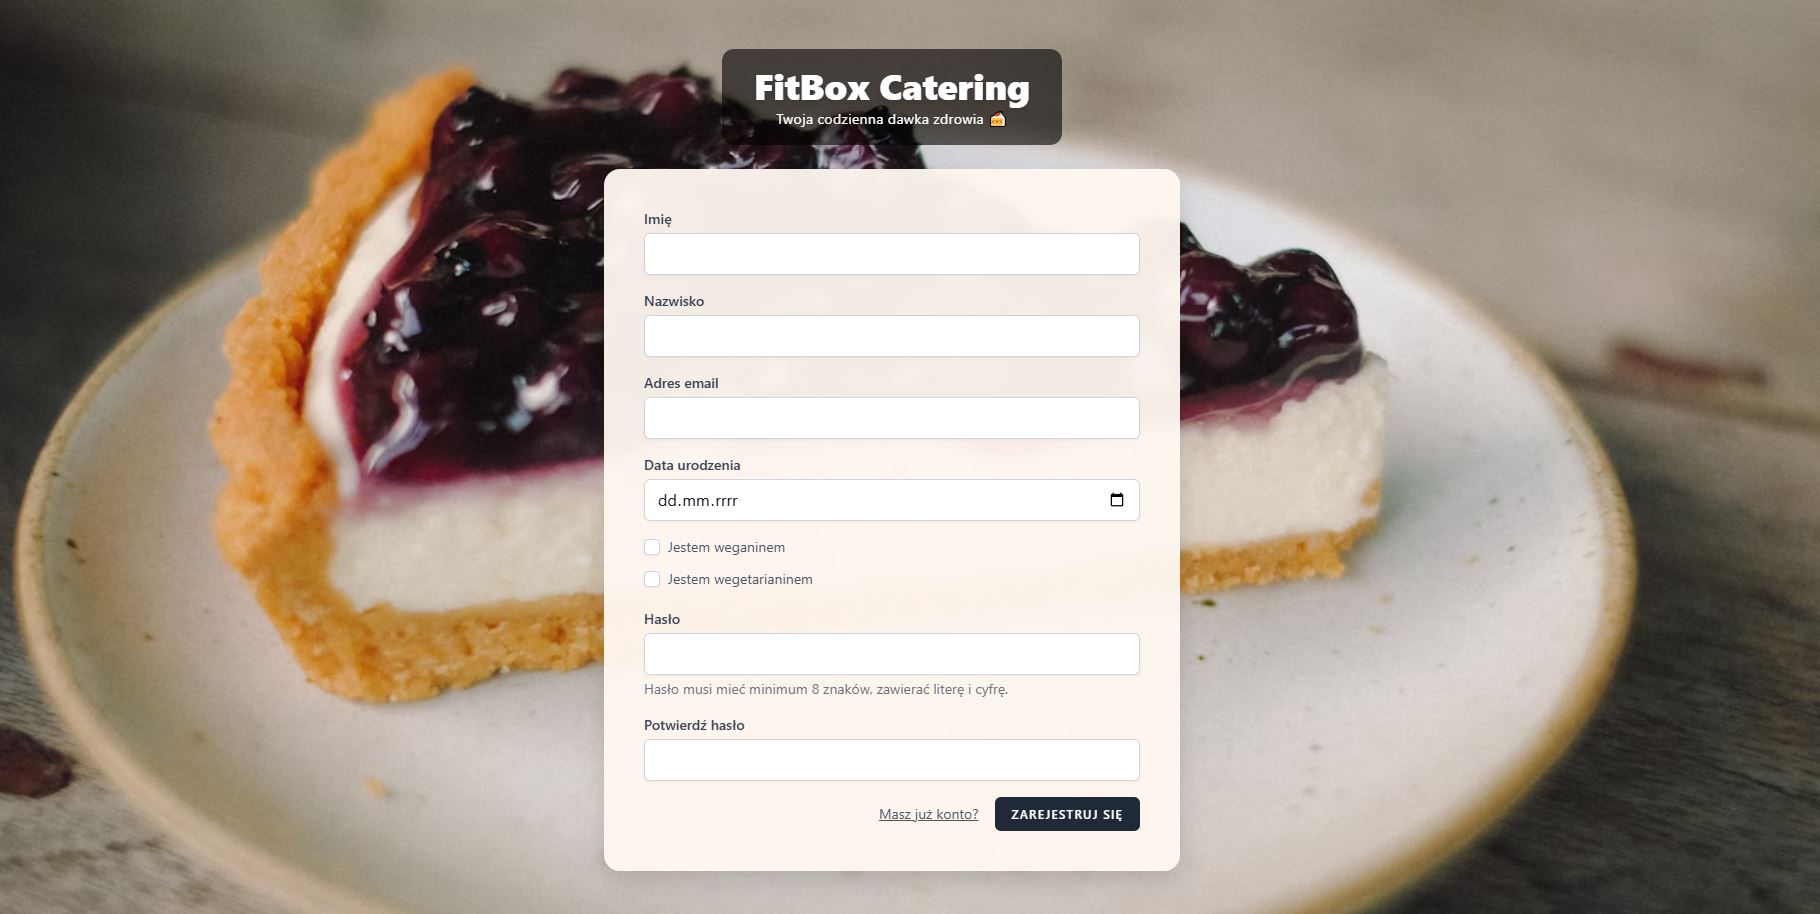 FitBox Catering
Twoja codzienna dawka zdrowia 🍰
Imię
Nazwisko
Adres email
Data urodzenia
dd.mm.rrrr
Jestem weganinem
Jestem wegetarianinem
Hasło
Hasło musi mieć minimum 8 znaków, zawierać literę i cyfrę.
Potwierdź hasło
Masz już konto? ZAREJESTRUJ SIĘ